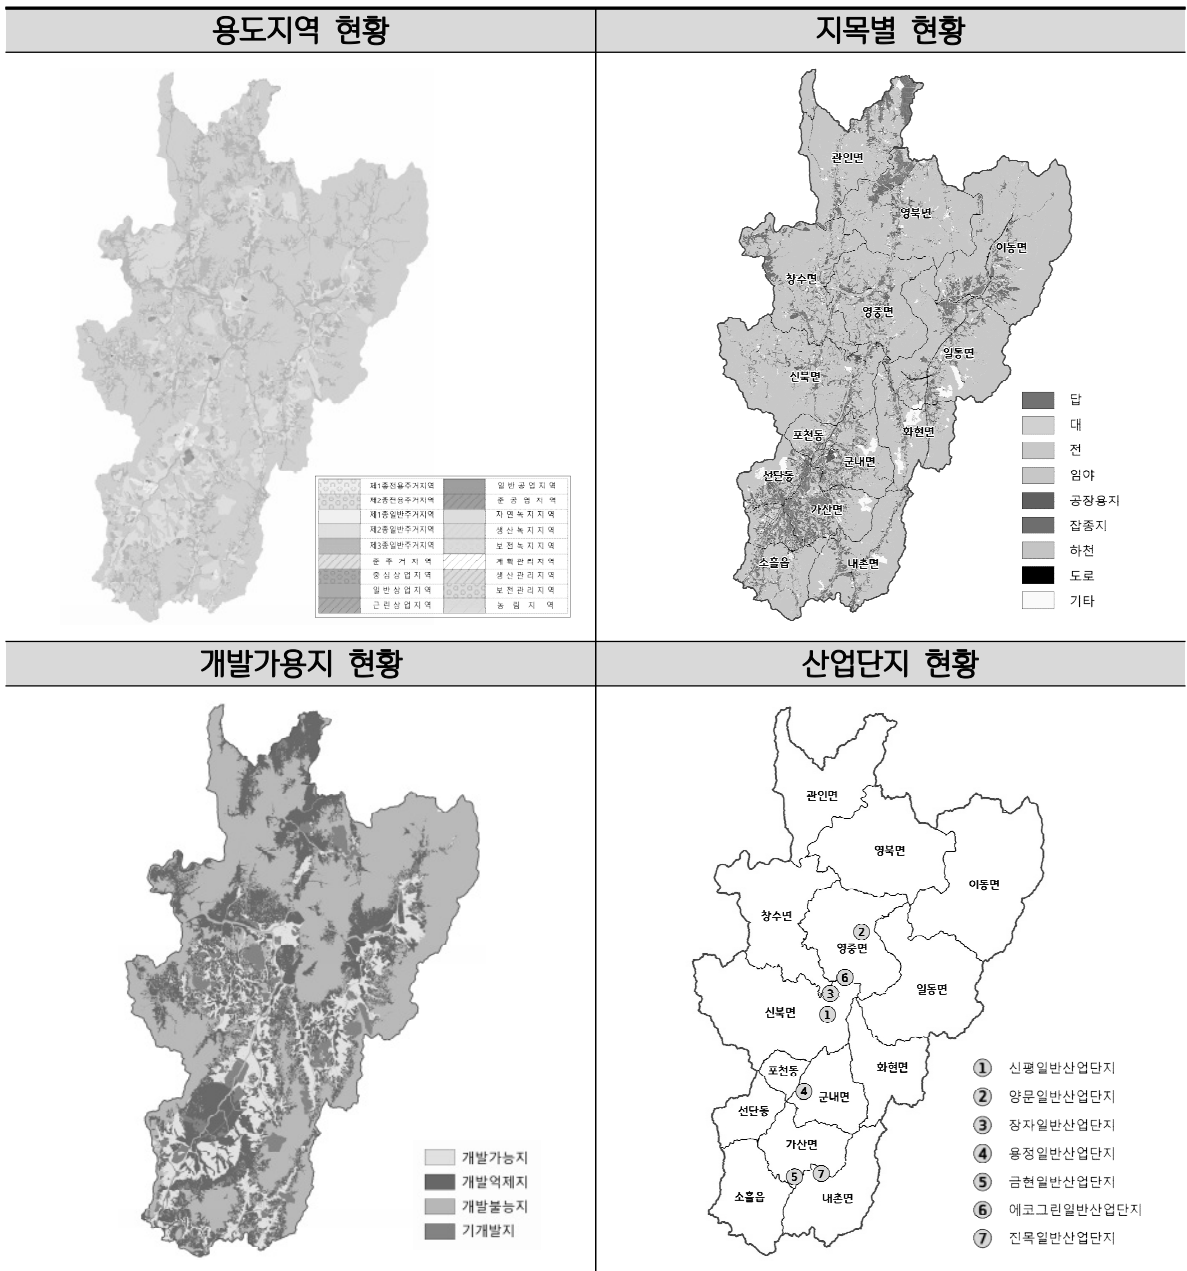 용도지역 현황
지목별 현황
제1종전용주거지역
일반공업지역
제2종전용주거지역
준공업지역
제1종일반주거지역
자연녹지지역
제2종일반주거지역
생산녹지지역
제3종일반주거지역
보전녹지지역
준주거지역
계획관리지역
중심상업지역
생산관리지역
일반상업지역
보전관리지역
근린상업지역
농림지역
관인면
영북면
이동면
창수면
영중면
일동면
신북면
화현면
포천동
군내면
선단동
가산면
소흘읍
내촌면
답
대
전
임야
공장용지
잡종지
하천
도로
기타
개발가용지 현황
산업단지 현황
개발가능지
개발억제지
개발불능지
기개발지
관인면
영북면
이동면
창수면
2
영중면
6
일동면
3
신북면
1
포천동
화현면
4
군내면
선단동
가산면
5
7
소흘읍
내촌면
1 신평일반산업단지
2 양문일반산업단지
3 장자일반산업단지
4 용정일반산업단지
5 금현일반산업단지
6 에코그린일반산업단지
7 진목일반산업단지